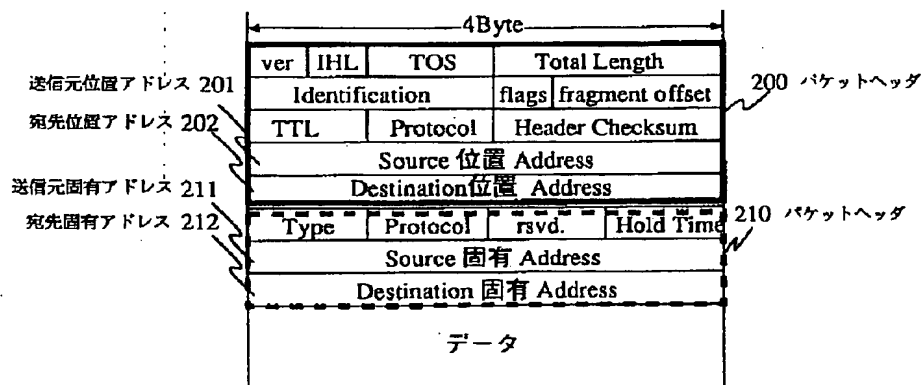 4Byte
ver IHL TOS Total Length
送信元位置アドレス 201
Identification flags fragment offset
200 パケットヘッダ
宛先位置アドレス 202
TTL Protocol Header Checksum
Source 位置 Address
送信元固有アドレス 211
Destination位置 Address
宛先固有アドレス 212
Type Protocol rsvd. Hold Time
210 パケットヘッダ
Source 固有 Address
Destination 固有 Address
データ